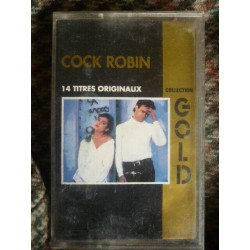 COCK ROBIN
14 TITRES ORIGINAUX
COLLECTION
GOLD